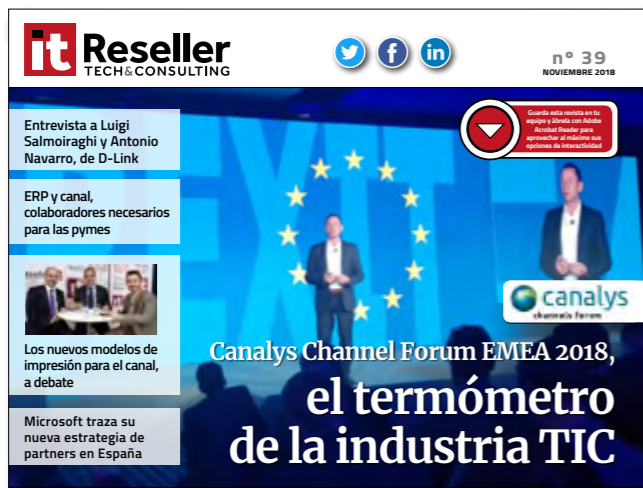 it Reseller
TECH&CONSULTING
nº 39
NOVIEMBRE 2018
Guarda esta revista en tu
equipo y ábrela con Adobe
Acrobat Reader para
aprovechar al máximo sus
opciones de interactividad
Entrevista a Luigi
Salmoiraghi y Antonio
Navarro, de D-Link
ERP y canal,
colaboradores necesarios
para las pymes
Los nuevos modelos de
impresión para el canal,
a debate
Microsoft traza su
nueva estrategia de
partners en España
EXIT
canalys
channels forum
Canalys Channel Forum EMEA 2018,
el termómetro
de la industria TIC